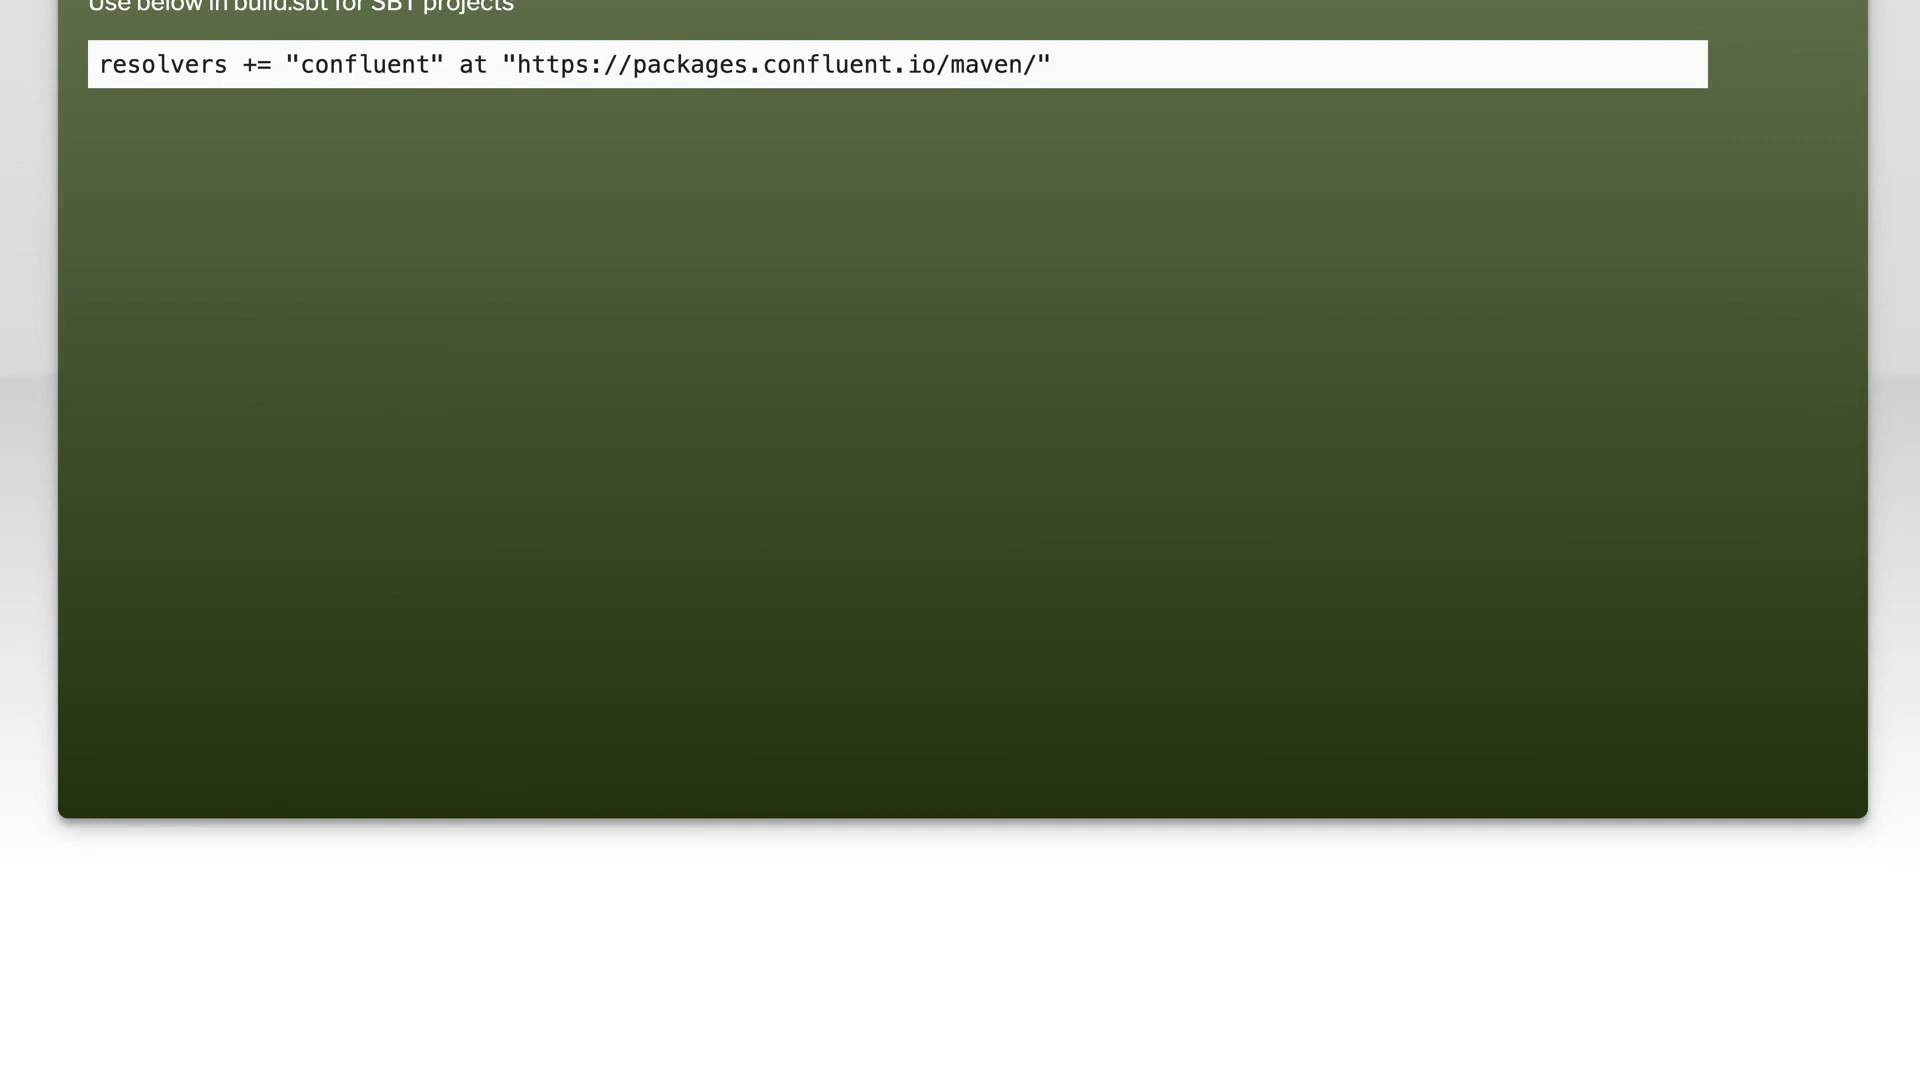 Use below in build.sbt for SBT projects
resolvers += "confluent" at "https://packages.confluent.io/maven/"